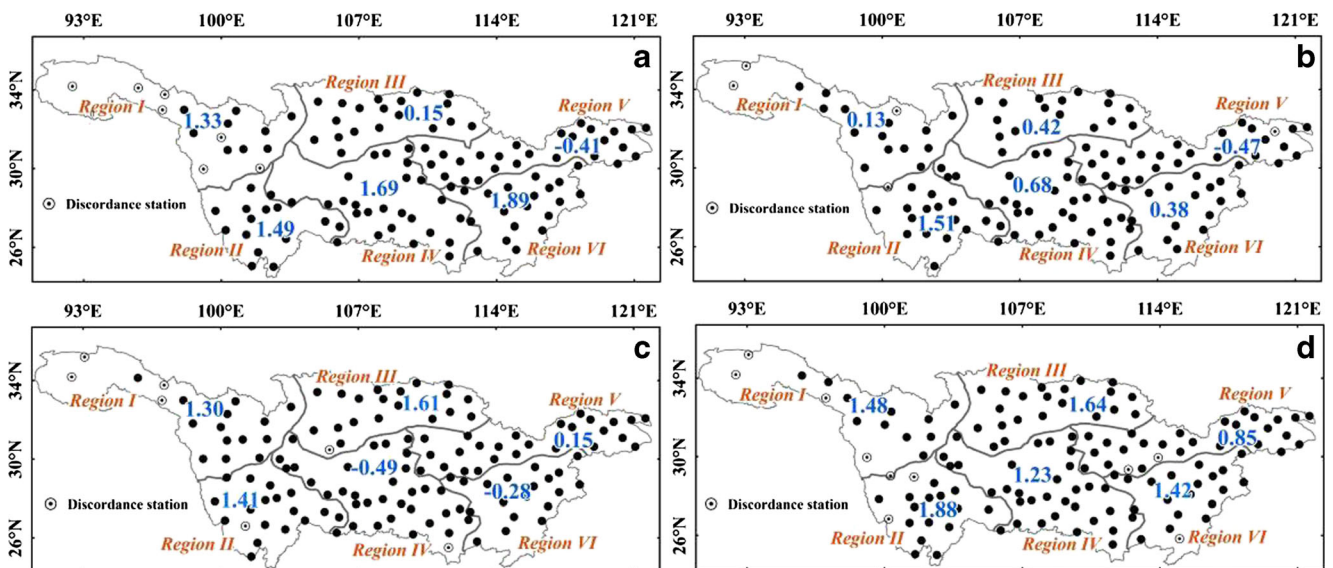 93°E 100°E 107°E 114°E 121°E
34°N
30°N
26°N
a
Region I
Region II
Region III
Region IV
Region V
Region VI
1.33
1.49
0.15
1.69
-0.41
1.89
Discordance station
93°E 100°E 107°E 114°E 121°E
34°N
30°N
26°N
b
Region I
Region II
Region III
Region IV
Region V
Region VI
0.13
1.51
0.42
0.68
-0.47
0.38
Discordance station
93°E 100°E 107°E 114°E 121°E
34°N
30°N
26°N
c
Region I
Region II
Region III
Region IV
Region V
Region VI
1.30
1.41
1.61
-0.49
0.15
-0.28
Discordance station
93°E 100°E 107°E 114°E 121°E
34°N
30°N
26°N
d
Region I
Region II
Region III
Region IV
Region V
Region VI
1.48
1.88
1.64
1.23
0.85
1.42
Discordance station